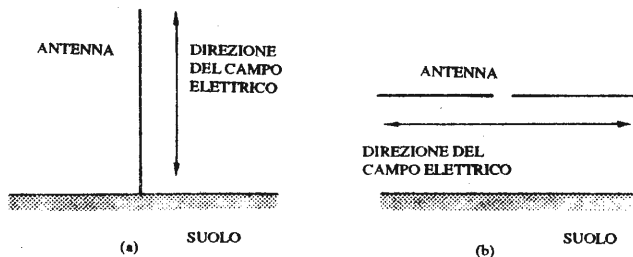 ANTENNA
DIREZIONE
DEL CAMPO
ELETTRICO
SUOLO
(a)
ANTENNA
DIREZIONE DEL
CAMPO ELETTRICO
SUOLO
(b)